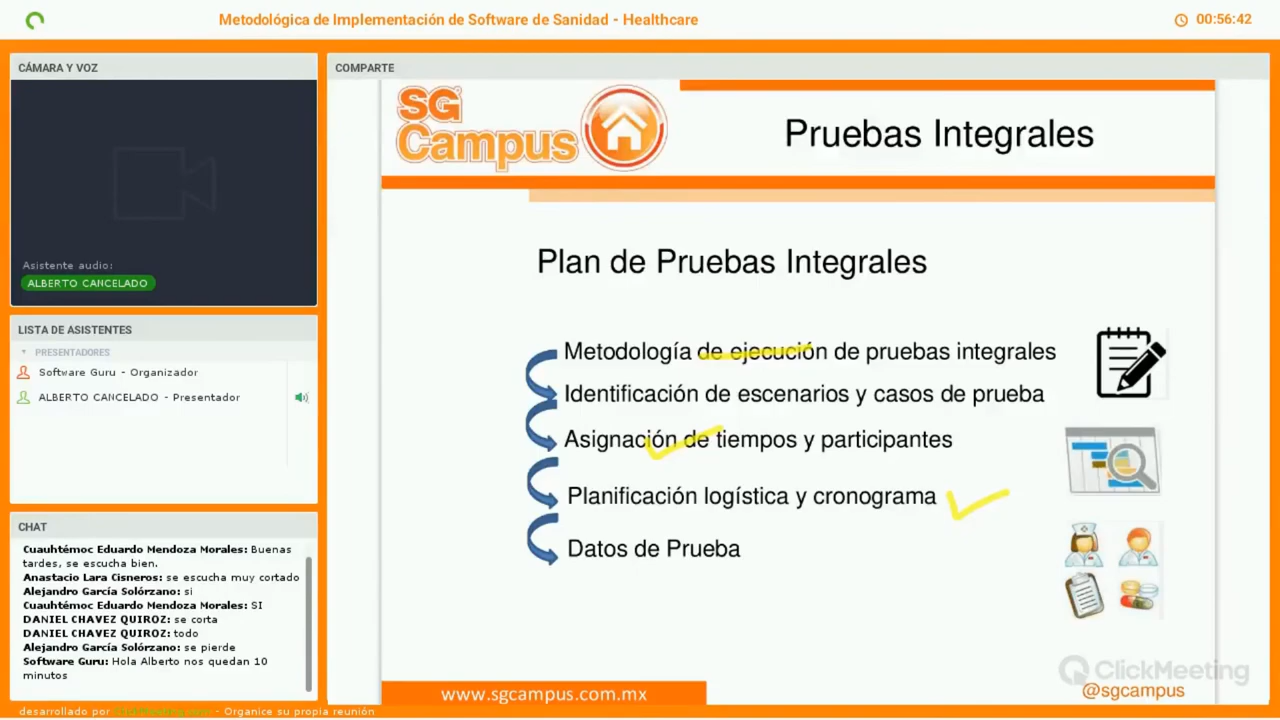 Metodológica de Implementación de Software de Sanidad - Healthcare
00:56:42
CÁMARA Y VOZ
Asistente audio:
ALBERTO CANCELADO
LISTA DE ASISTENTES
PRESENTADORES
Software Guru - Organizador
ALBERTO CANCELADO - Presentador
CHAT
Cuauhtémoc Eduardo Mendoza Morales: Buenas
tardes, se escucha bien.
Anastacio Lara Cisneros: se escucha muy cortado
Alejandro García Solórzano: si
Cuauhtémoc Eduardo Mendoza Morales: SI
DANIEL CHAVEZ QUIROZ: se corta
DANIEL CHAVEZ QUIROZ: todo
Alejandro García Solórzano: se pierde
Software Guru: Hola Alberto nos quedan 10
minutos
desarrollado por - Organice su propia reunión
COMPARTE
SG
Campus
Pruebas Integrales
Plan de Pruebas Integrales
Metodología de ejecución de pruebas integrales
Identificación de escenarios y casos de prueba
Asignación de tiempos y participantes
Planificación logística y cronograma
Datos de Prueba
ClickMeeting
www.sgcampus.com.mx
@sgcampus